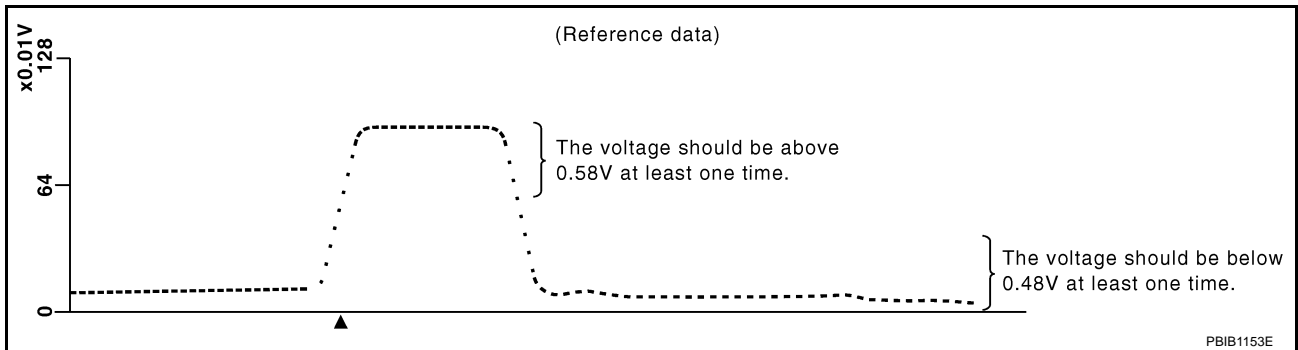 (Reference data)
x0.01V
128
64
0
The voltage should be above
0.58V at least one time.
The voltage should be below
0.48V at least one time.
PBIB1153E